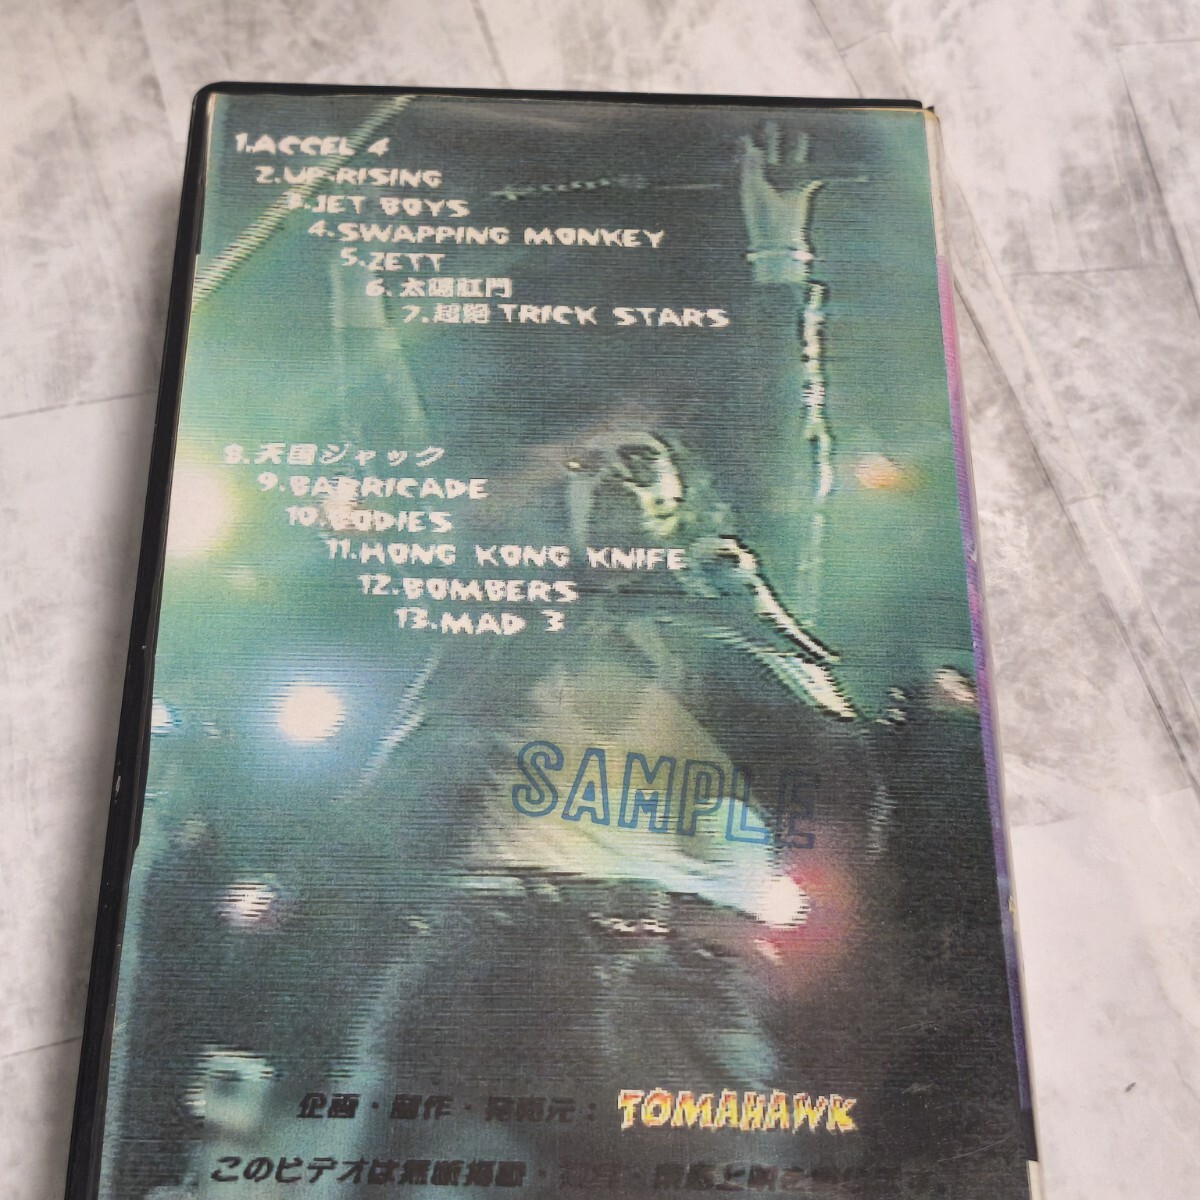 1.ACCEL 4
2.UP-RISING
3.JET BOYS
4.SWAPPING MONKEY
5.ZETT
6.太陽肛門
7.超絶 TRICK STARS
8.天国ジャック
9.BARRICADE
10.BODIES
11.HONG KONG KNIFE
12.BOMBERS
13.MAD 3
SAMPLE
企画・製作・発売元:TOMAHAWK
このビデオは無断掲載・